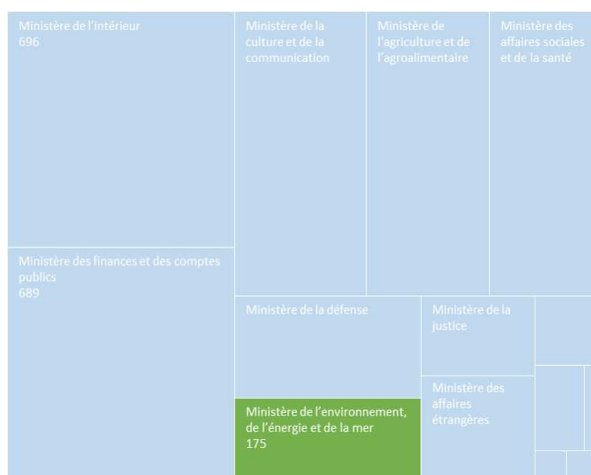 Ministère de l'intérieur
696
Ministère de la
culture et de la
communication
Ministère de
l'agriculture et de
l'agroalimentaire
Ministère des
affaires sociales
et de la santé
Ministère des finances et des comptes
publics
689
Ministère de la défense
Ministère de la
justice
Ministère de l'environnement,
de l'énergie et de la mer
175
Ministère des
affaires
étrangères